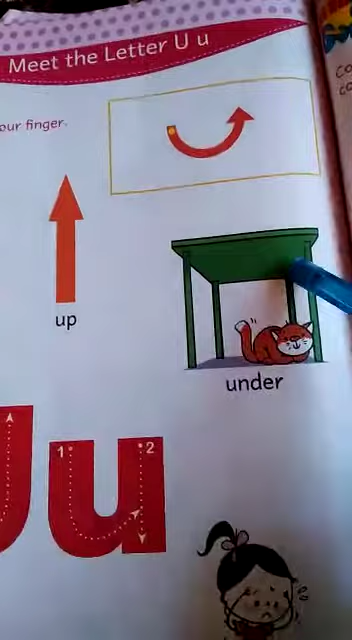 Meet the Letter U u
our finger.
up
under
U
1 2
u